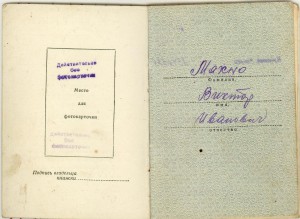 Действительно
без
фотокарточки
Место
для
фотокарточки
Подпись владельца
книжки
Махно
Фамилия
Виктор
имя
Иванович
отчество